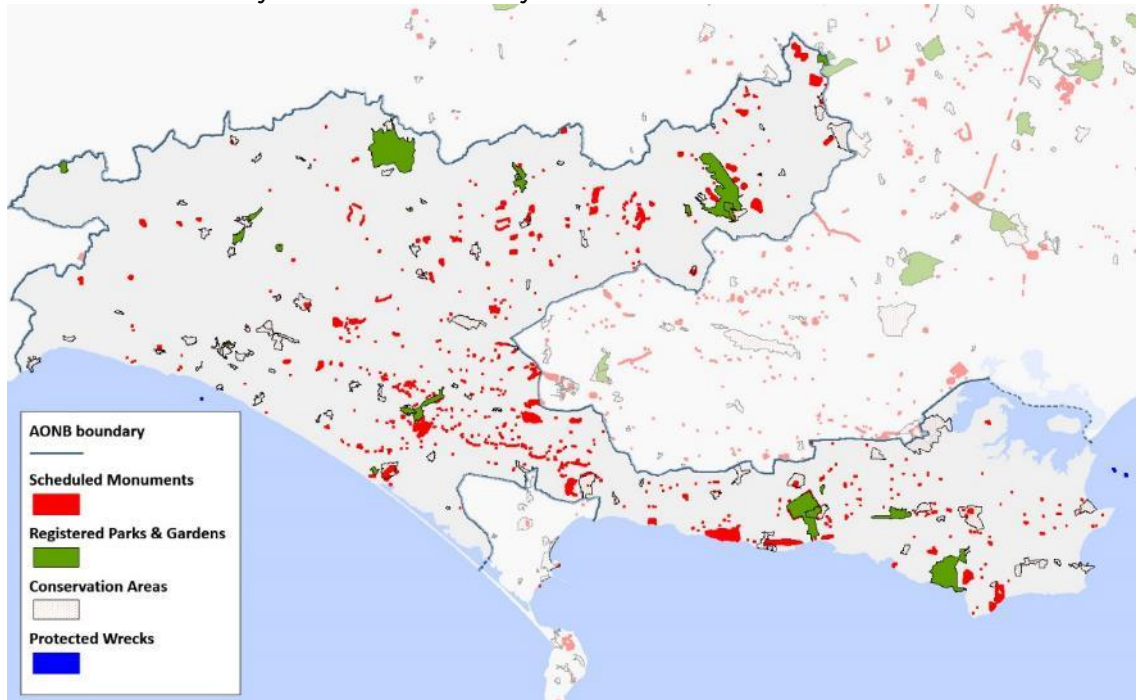 AONB boundary
Scheduled Monuments
Registered Parks & Gardens
Conservation Areas
Protected Wrecks